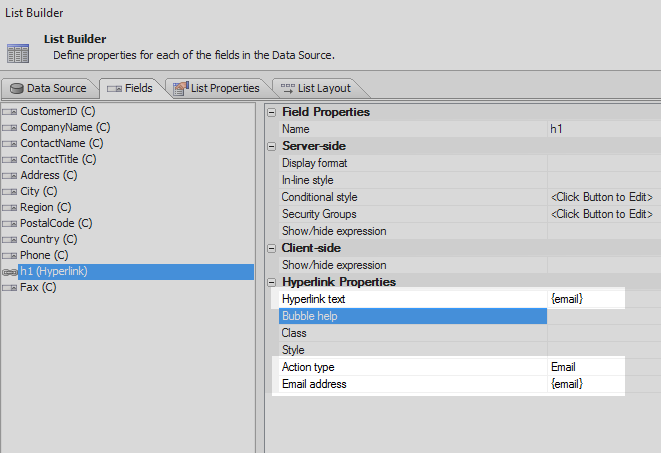 List Builder
List Builder
Define properties for each of the fields in the Data Source.
Data Source Fields List Properties List Layout
CustomerID (C)
CompanyName (C)
ContactName (C)
ContactTitle (C)
Address (C)
City (C)
Region (C)
PostalCode (C)
Country (C)
Phone (C)
h1 (Hyperlink)
Fax (C)
Field Properties
Name h1
Server-side
Display format
In-line style
Conditional style <Click Button to Edit>
Security Groups <Click Button to Edit>
Show/hide expression
Client-side
Show/hide expression
Hyperlink Properties
Hyperlink text {email}
Bubble help
Class
Style
Action type Email
Email address {email}